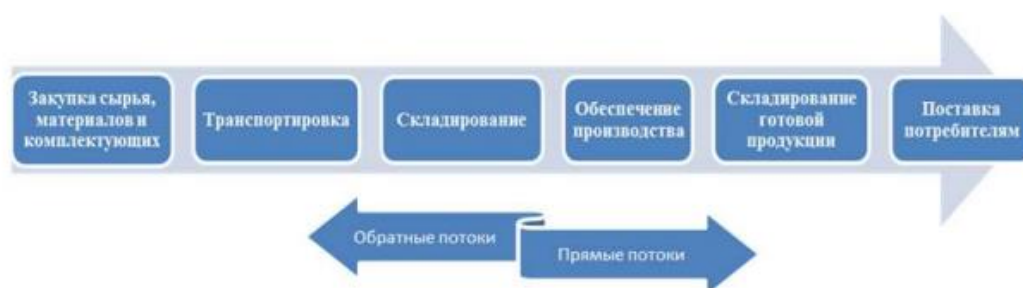 Закупка сырья,
материалов и
комплектующих
Транспортировка
Складирование
Обеспечение
производства
Складирование
готовой
продукции
Поставка
потребителям
Обратные потоки
Прямые потоки